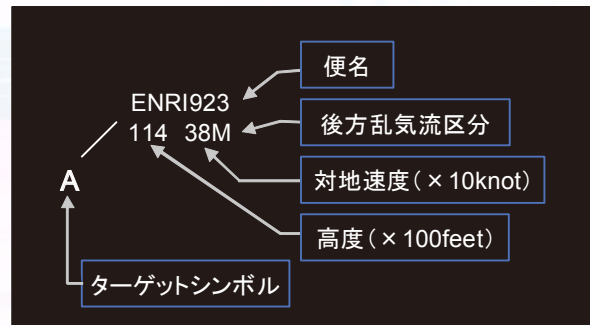 便名
ENRI923
114 38M
後方乱気流区分
A
対地速度(×10knot)
高度(×100feet)
ターゲットシンボル